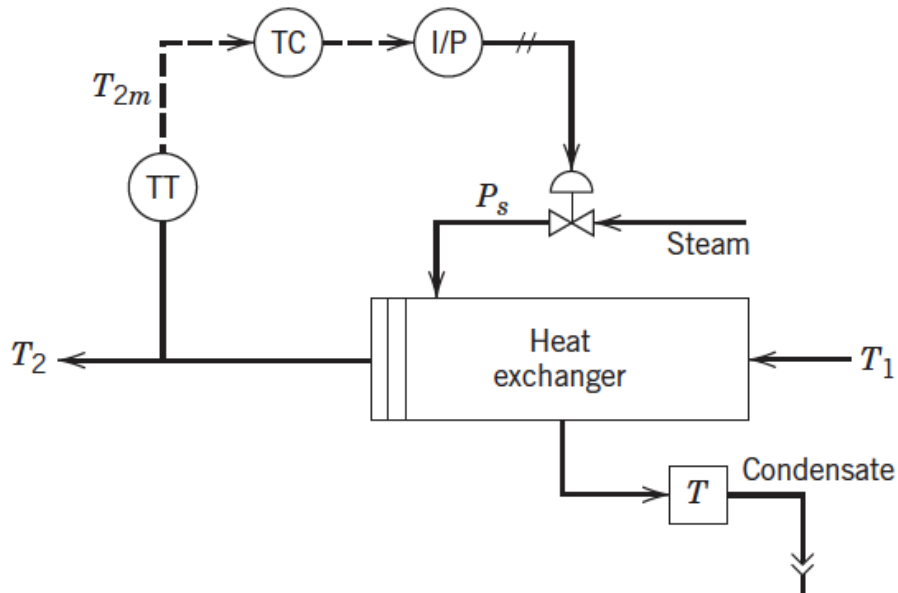 TC
I/P
T2m
TT
Ps
Steam
T2
Heat
exchanger
T1
T
Condensate